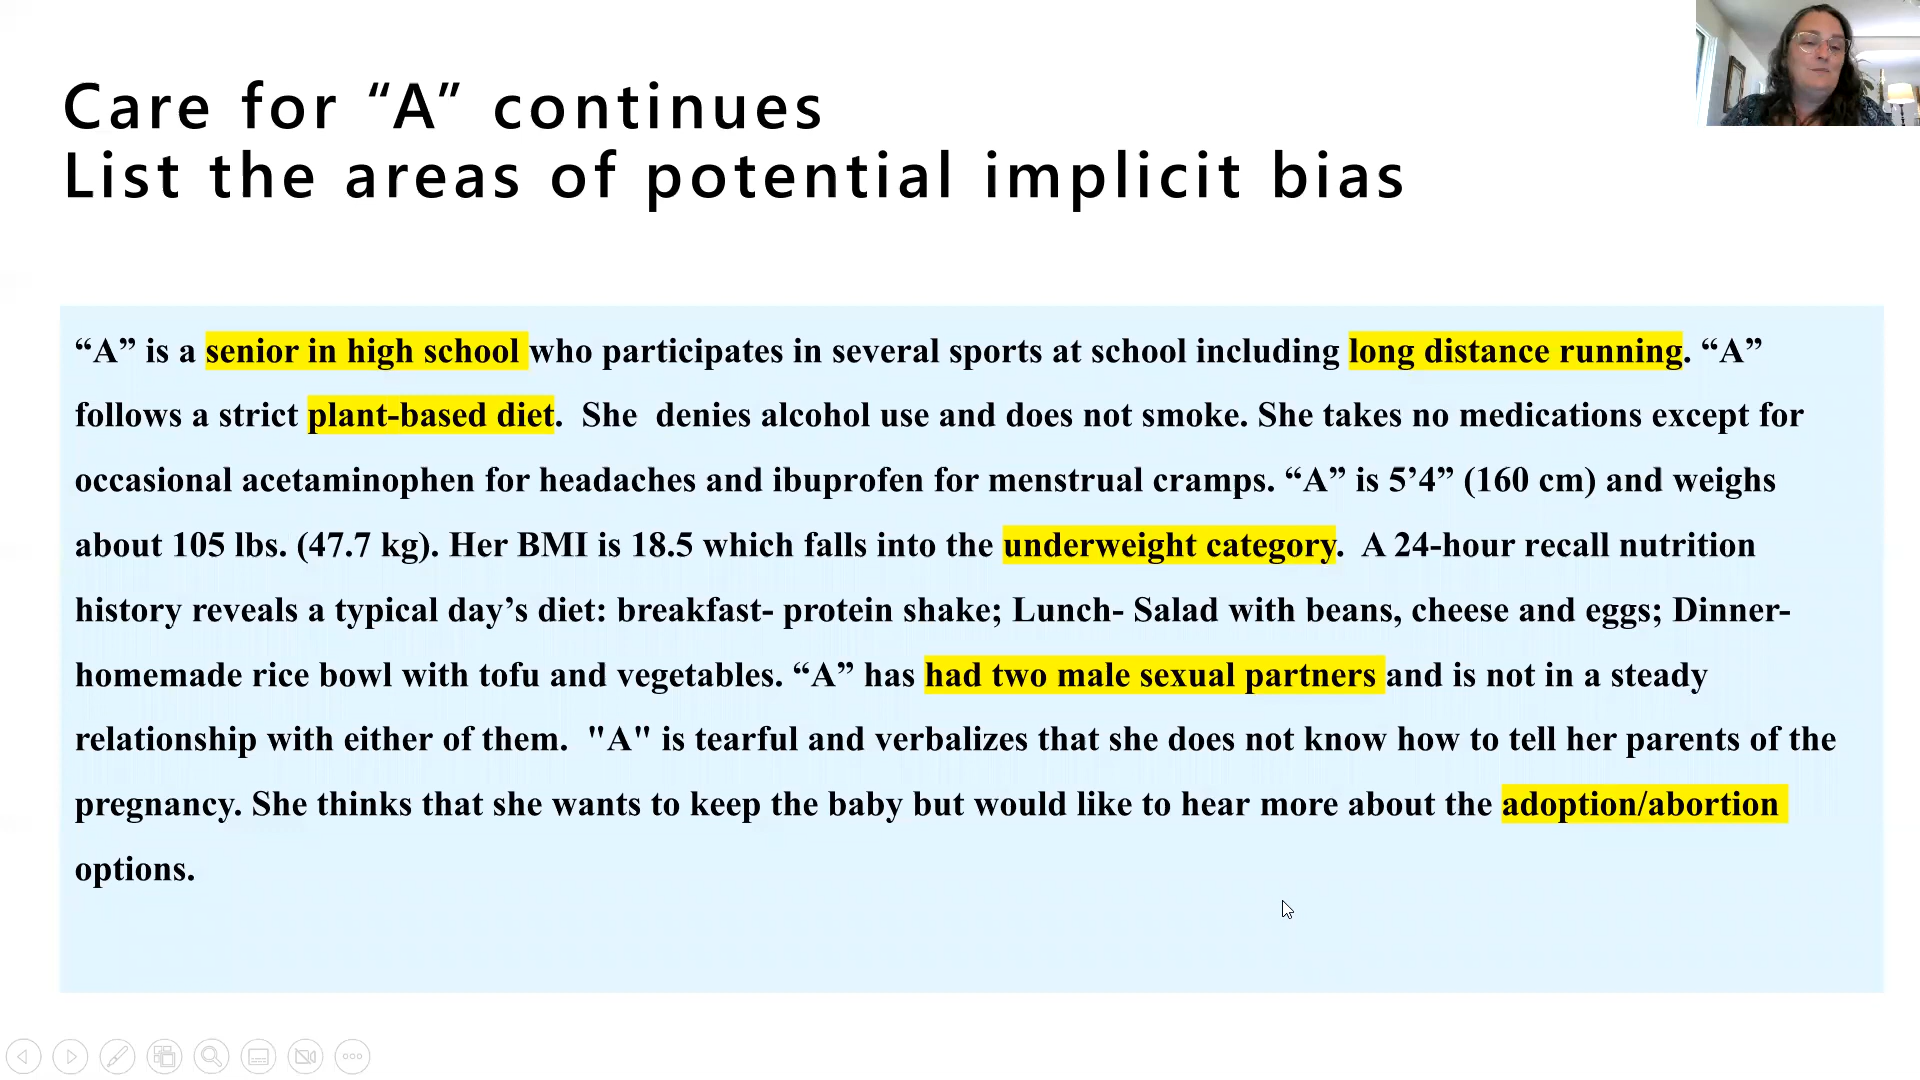 Care for “A” continues
List the areas of potential implicit bias
“A” is a senior in high school who participates in several sports at school including long distance running. “A”
follows a strict plant-based diet.  She  denies alcohol use and does not smoke. She takes no medications except for
occasional acetaminophen for headaches and ibuprofen for menstrual cramps. “A” is 5’4” (160 cm) and weighs
about 105 lbs. (47.7 kg). Her BMI is 18.5 which falls into the underweight category.  A 24-hour recall nutrition
history reveals a typical day’s diet: breakfast- protein shake; Lunch- Salad with beans, cheese and eggs; Dinner-
homemade rice bowl with tofu and vegetables. “A” has had two male sexual partners and is not in a steady
relationship with either of them.  "A" is tearful and verbalizes that she does not know how to tell her parents of the
pregnancy. She thinks that she wants to keep the baby but would like to hear more about the adoption/abortion
options.